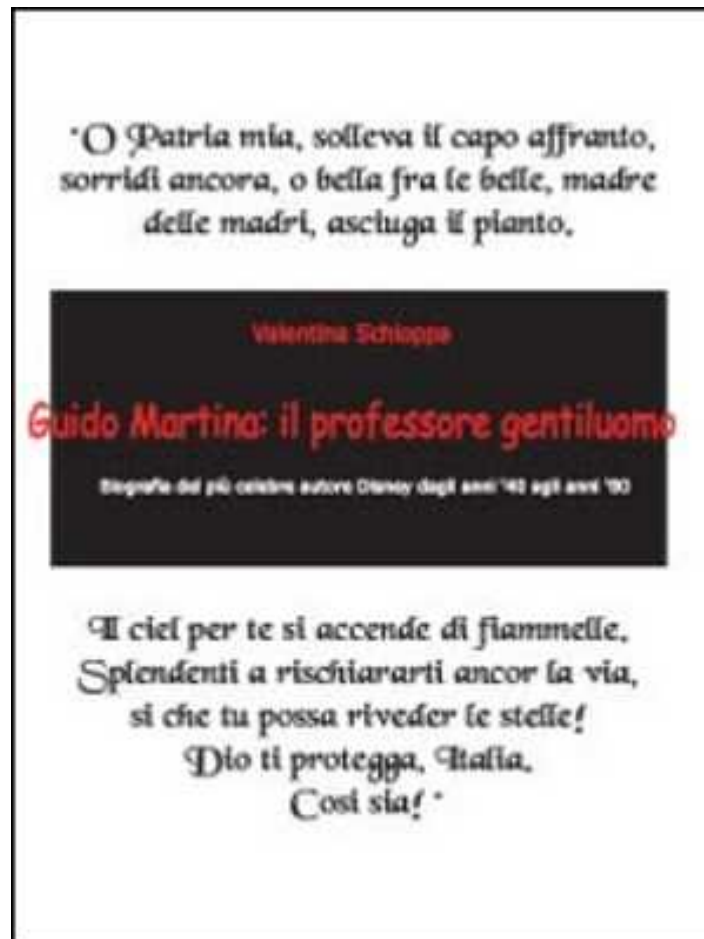 "O Patria mia, solleva il capo affranto,
sorridi ancora, o bella fra le belle, madre
delle madri, asciuga il pianto.
Valentina Schioppa
Guido Martina: il professore gentiluomo
Biografia del più celebre autore Disney dagli anni '40 agli anni '80
Il ciel per te si accende di fiammelle.
Splendenti a rischiararti ancor la via,
si che tu possa riveder le stelle!
Dio ti protegga, Italia.
Così sia!"